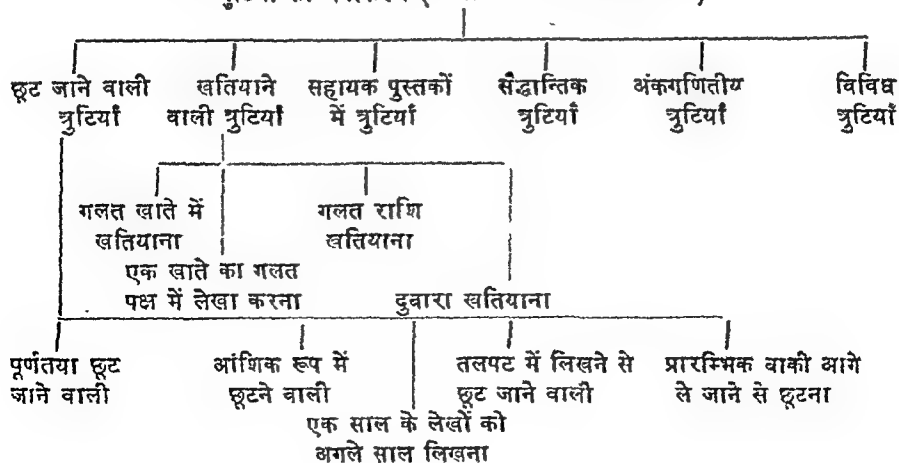 छूट जाने वाली
त्रुटियाँ
खतियाने
वाली त्रुटियाँ
सहायक पुस्तकों
में त्रुटियाँ
सैद्धान्तिक
त्रुटियाँ
अंकगणितीय
त्रुटियाँ
विविध
त्रुटियाँ
गलत खाते में
खतियाना
एक खाते का गलत
पक्ष में लेखा करना
गलत राशि
खतियाना
दुबारा खतियाना
पूर्णतया छूट
जाने वाली
आंशिक रूप में
छूटने वाली
एक साल के लेखों को
अगले साल लिखना
तलपट में लिखने से
छूट जाने वाली
प्रारम्भिक बाकी आगे
ले जाने से छूटना